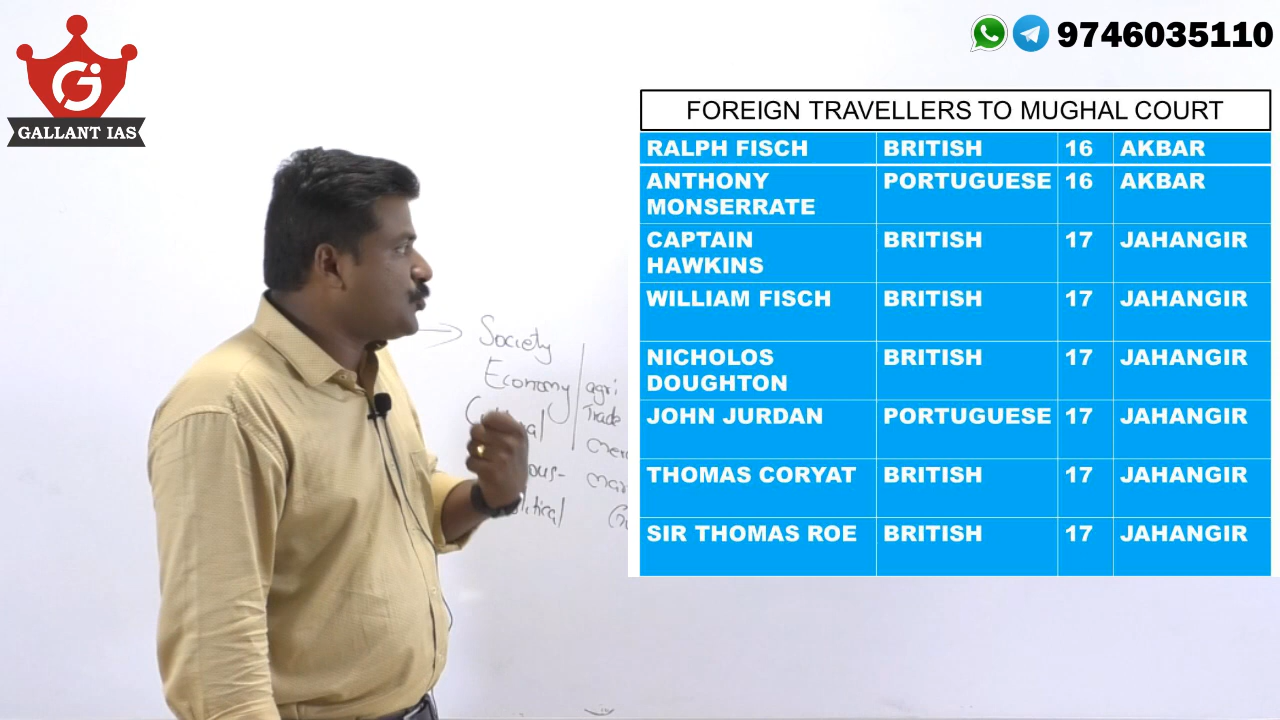 9746035110
GALLANT IAS
FOREIGN TRAVELLERS TO MUGHAL COURT
RALPH FISCH BRITISH 16 AKBAR
ANTHONY MONSERRATE PORTUGUESE 16 AKBAR
CAPTAIN HAWKINS BRITISH 17 JAHANGIR
WILLIAM FISCH BRITISH 17 JAHANGIR
NICHOLOS DOUGHTON BRITISH 17 JAHANGIR
JOHN JURDAN PORTUGUESE 17 JAHANGIR
THOMAS CORYAT BRITISH 17 JAHANGIR
SIR THOMAS ROE BRITISH 17 JAHANGIR
Society
Economy agri
Trade